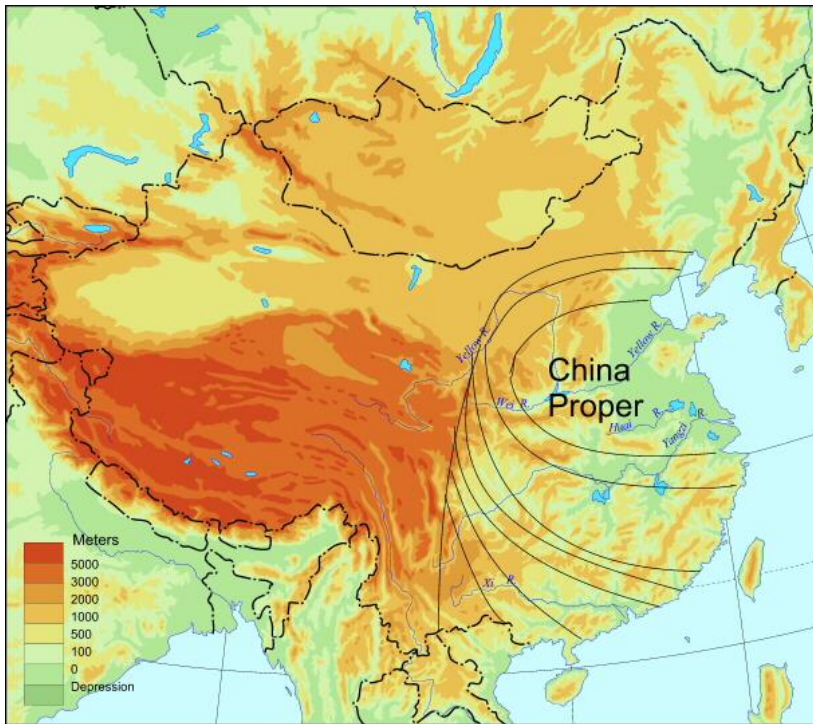 Yellow R.
Yellow R.
China
Proper
Wei R.
Huai R.
Yangzi R.
Xi R.
Meters
5000
3000
2000
1000
500
100
0
Depression